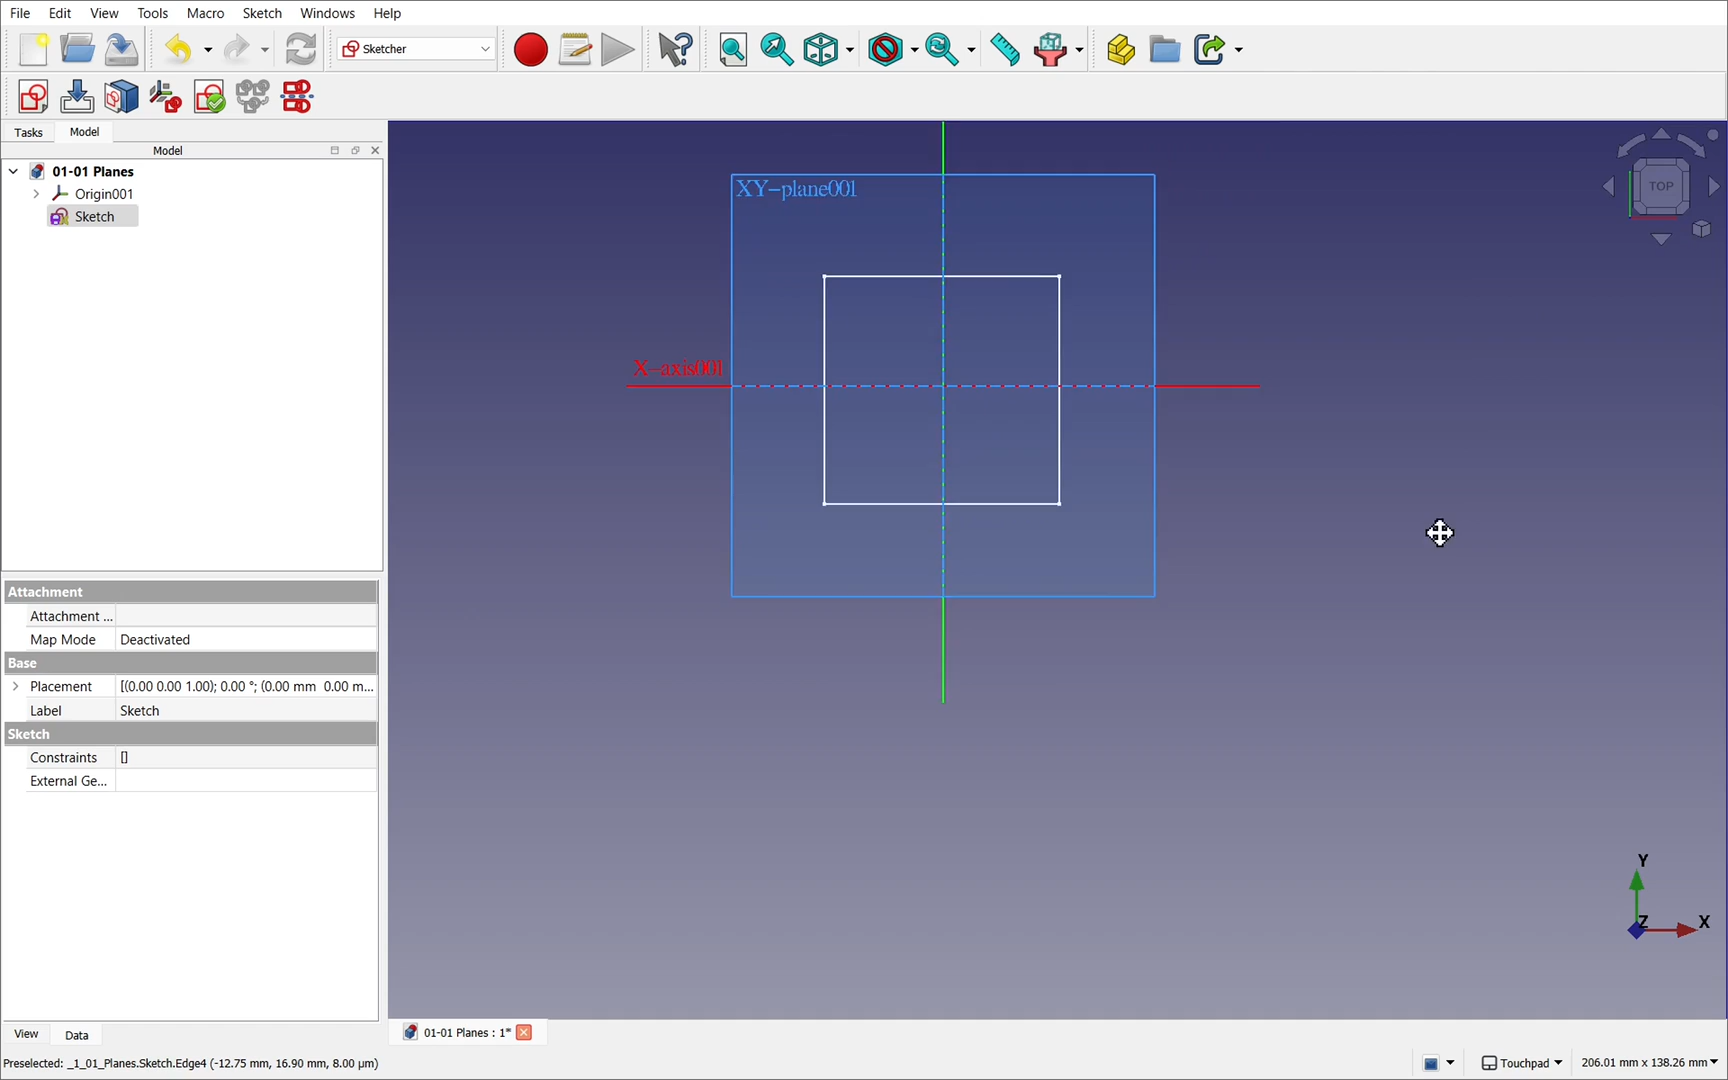 File Edit View Tools Macro Sketch Windows Help
Sketcher
Tasks Model
Model
01-01 Planes
Origin001
Sketch
XY-plane001
X-axis001
TOP
Attachment
Attachment ...
Map Mode Deactivated
Base
Placement [(0.00 0.00 1.00); 0.00 °; (0.00 mm 0.00 m...
Label Sketch
Sketch
Constraints []
External Ge...
Y
Z X
View Data
01-01 Planes : 1*
Preselected: _1_01_Planes.Sketch.Edge4 (-12.75 mm, 16.90 mm, 8.00 μm)
Touchpad
206.01 mm x 138.26 mm